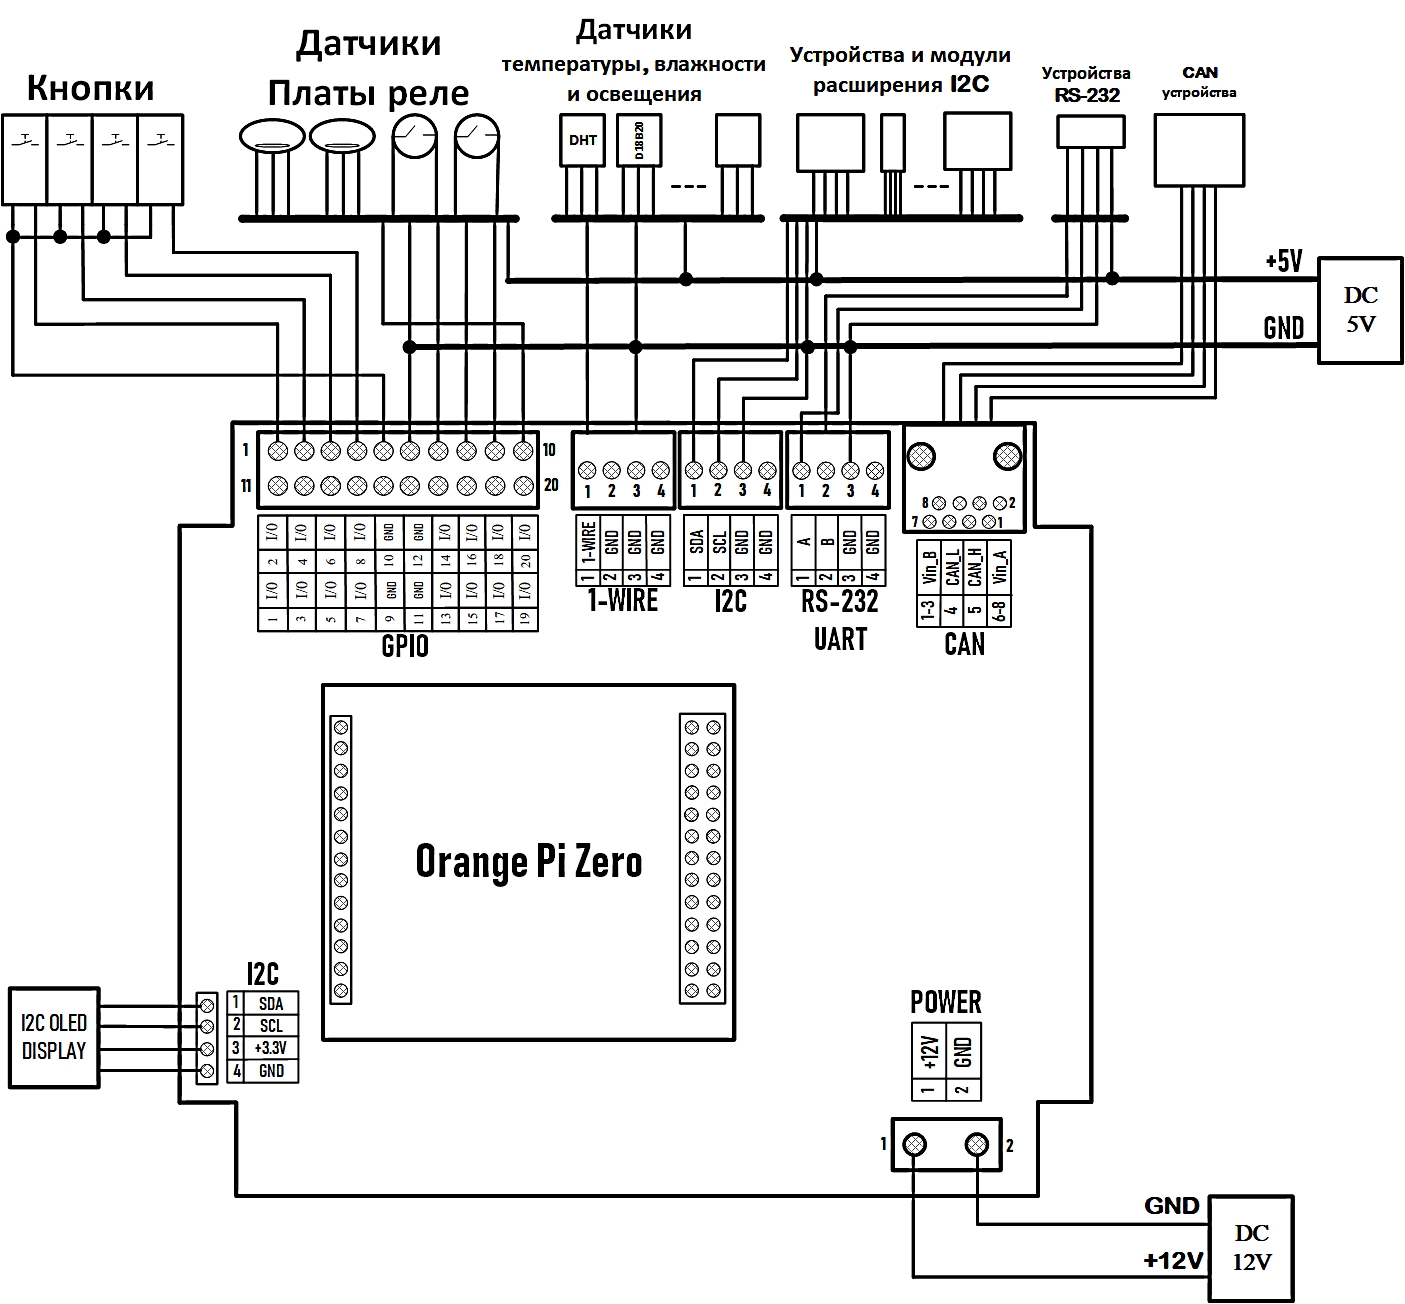 Кнопки
Датчики
Платы реле
Датчики
температуры, влажности
и освещения
Устройства и модули
расширения I2C
Устройства
RS-232
CAN
устройства
DHT
D18B20
+5V
GND
DC
5V
1
10
11
20
I/O I/O I/O I/O GND GND I/O I/O I/O I/O
2 4 6 8 10 12 14 16 18 20
I/O I/O I/O I/O GND GND I/O I/O I/O I/O
1 3 5 7 9 11 13 15 17 19
GPIO
1 2 3 4
1-WIRE GND GND GND
1 2 3 4
1-WIRE
1 2 3 4
SDA SCL GND GND
1 2 3 4
I2C
1 2 3 4
A B GND GND
1 2 3 4
RS-232
UART
8 2
7 1
Vin_B CAN_L CAN_H Vin_A
1-3 4 5 6-8
CAN
Orange Pi Zero
I2C OLED
DISPLAY
I2C
1 SDA
2 SCL
3 +3.3V
4 GND
POWER
+12V GND
1 2
1 2
GND
+12V
DC
12V